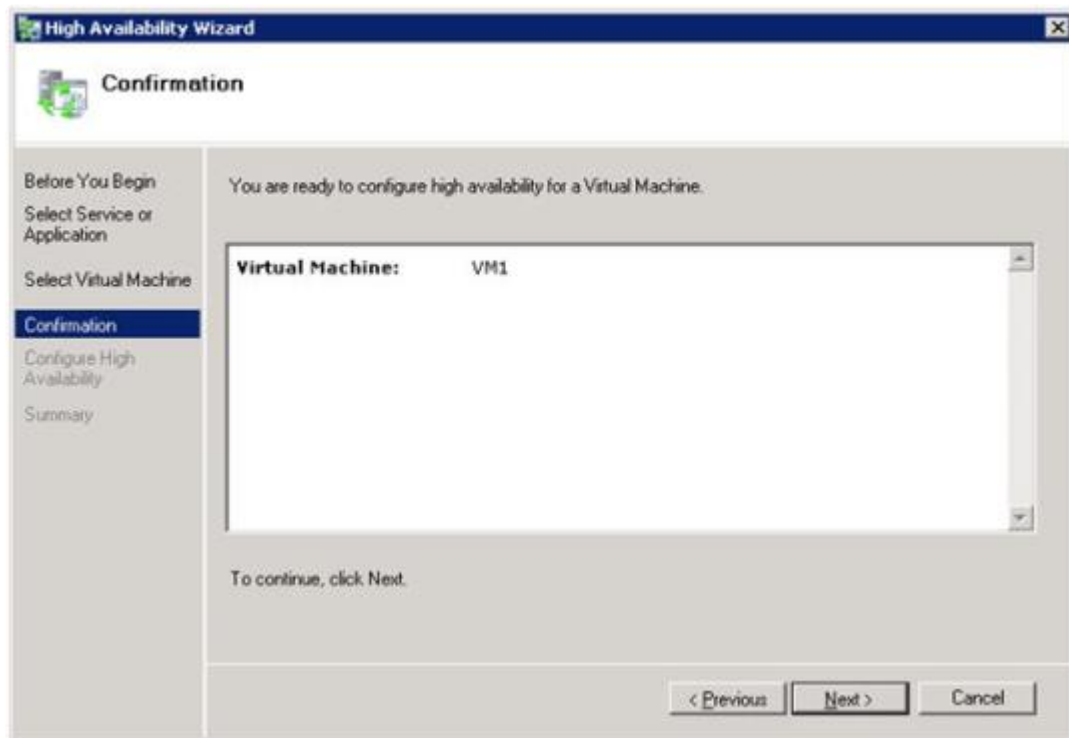 High Availability Wizard
Confirmation
Before You Begin
Select Service or
Application
Select Virtual Machine
Confirmation
Configure High
Availability
Summary
You are ready to configure high availability for a Virtual Machine.
Virtual Machine: VM1
To continue, click Next.
< Previous
Next >
Cancel